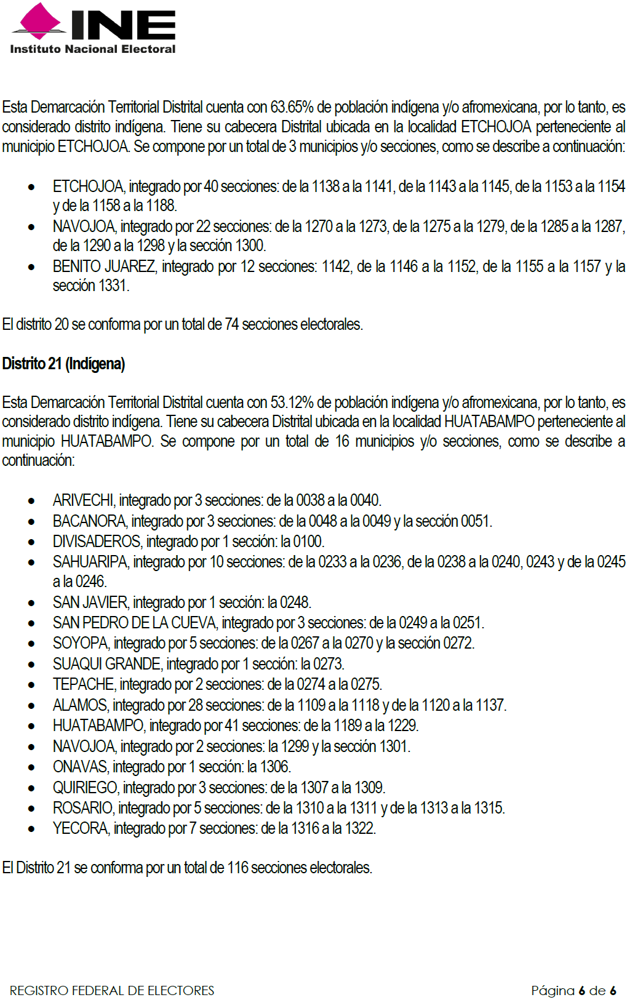 INE
Instituto Nacional Electoral
Esta Demarcación Territorial Distrital cuenta con 63.65% de población indígena y/o afromexicana, por lo tanto, es
considerado distrito indígena. Tiene su cabecera Distrital ubicada en la localidad ETCHOJOA perteneciente al
municipio ETCHOJOA. Se compone por un total de 3 municipios y/o secciones, como se describe a continuación:
• ETCHOJOA, integrado por 40 secciones: de la 1138 a la 1141, de la 1143 a la 1145, de la 1153 a la 1154
y de la 1158 a la 1188.
• NAVOJOA, integrado por 22 secciones: de la 1270 a la 1273, de la 1275 a la 1279, de la 1285 a la 1287,
de la 1290 a la 1298 y la sección 1300.
• BENITO JUAREZ, integrado por 12 secciones: 1142, de la 1146 a la 1152, de la 1155 a la 1157 y la
sección 1331.
El distrito 20 se conforma por un total de 74 secciones electorales.
Distrito 21 (Indígena)
Esta Demarcación Territorial Distrital cuenta con 53.12% de población indígena y/o afromexicana, por lo tanto, es
considerado distrito indígena. Tiene su cabecera Distrital ubicada en la localidad HUATABAMPO perteneciente al
municipio HUATABAMPO. Se compone por un total de 16 municipios y/o secciones, como se describe a
continuación:
• ARIVECHI, integrado por 3 secciones: de la 0038 a la 0040.
• BACANORA, integrado por 3 secciones: de la 0048 a la 0049 y la sección 0051.
• DIVISADEROS, integrado por 1 sección: la 0100.
• SAHUARIPA, integrado por 10 secciones: de la 0233 a la 0236, de la 0238 a la 0240, 0243 y de la 0245
a la 0246.
• SAN JAVIER, integrado por 1 sección: la 0248.
• SAN PEDRO DE LA CUEVA, integrado por 3 secciones: de la 0249 a la 0251.
• SOYOPA, integrado por 5 secciones: de la 0267 a la 0270 y la sección 0272.
• SUAQUI GRANDE, integrado por 1 sección: la 0273.
• TEPACHE, integrado por 2 secciones: de la 0274 a la 0275.
• ALAMOS, integrado por 28 secciones: de la 1109 a la 1118 y de la 1120 a la 1137.
• HUATABAMPO, integrado por 41 secciones: de la 1189 a la 1229.
• NAVOJOA, integrado por 2 secciones: la 1299 y la sección 1301.
• ONAVAS, integrado por 1 sección: la 1306.
• QUIRIEGO, integrado por 3 secciones: de la 1307 a la 1309.
• ROSARIO, integrado por 5 secciones: de la 1310 a la 1311 y de la 1313 a la 1315.
• YECORA, integrado por 7 secciones: de la 1316 a la 1322.
El Distrito 21 se conforma por un total de 116 secciones electorales.
REGISTRO FEDERAL DE ELECTORES Página 6 de 6